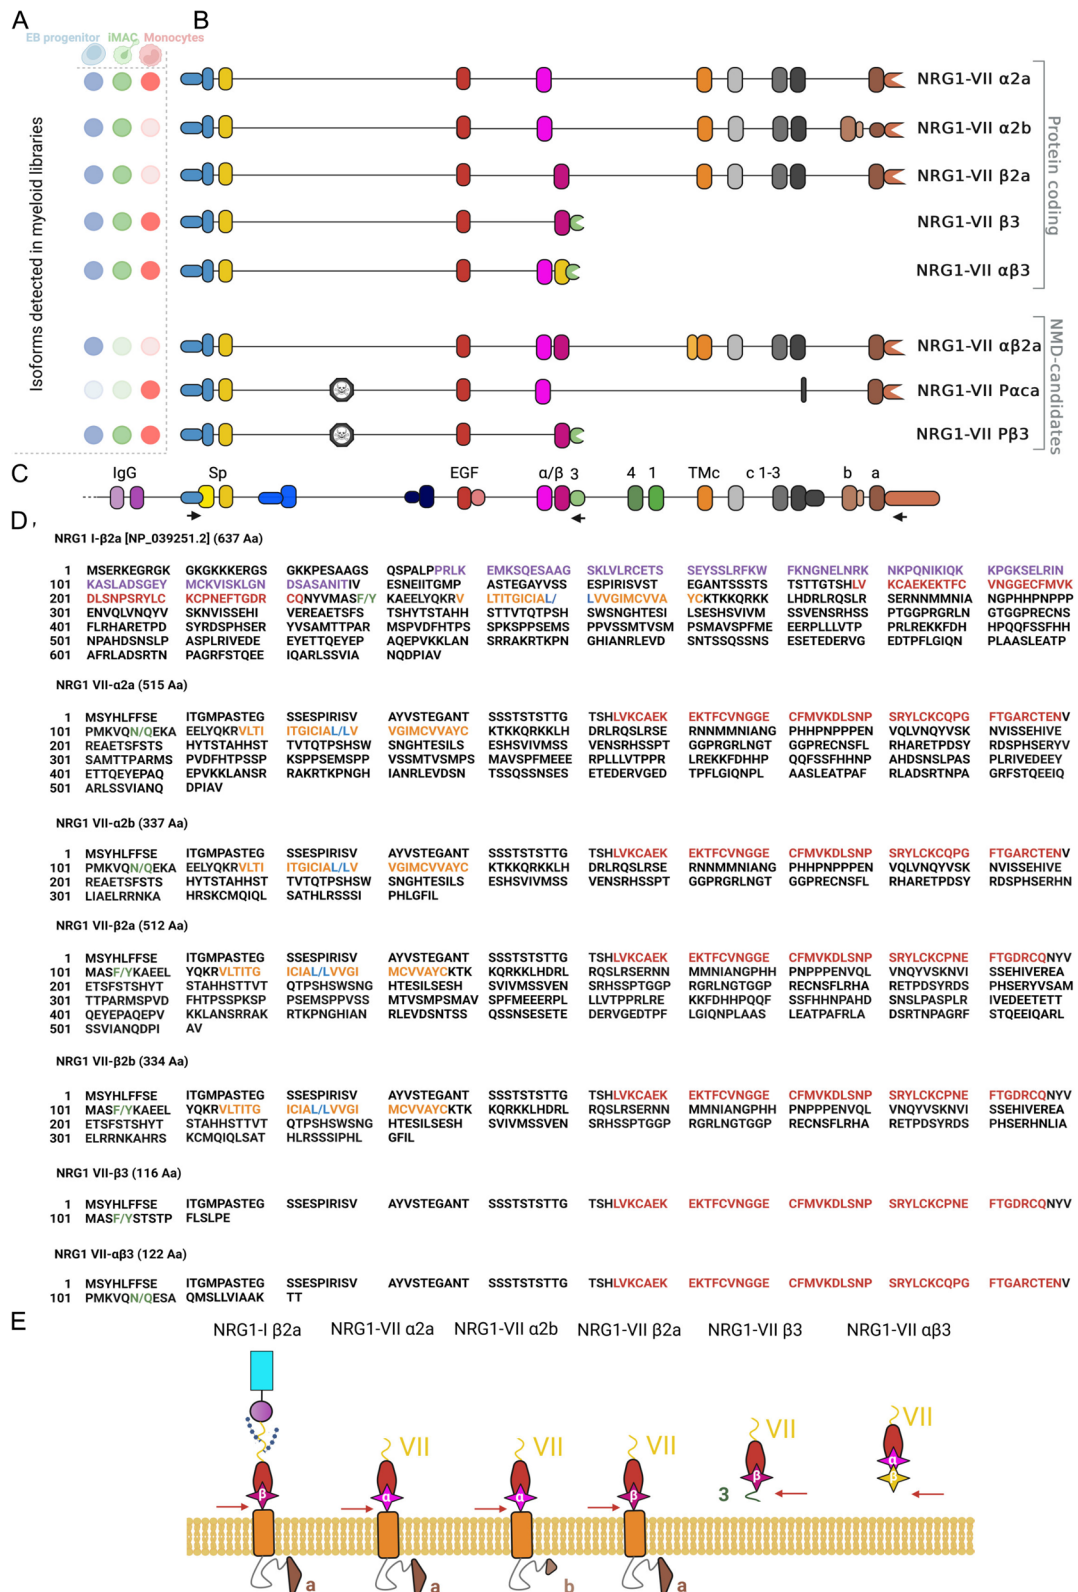 A
B
EB progenitor iMAC Monocytes
Isoforms detected in myeloid libraries
NRG1-VII α2a
NRG1-VII α2b
NRG1-VII β2a
NRG1-VII β3
NRG1-VII αβ3
Protein coding
NRG1-VII αβ2a
NRG1-VII Pαca
NRG1-VII Pβ3
NMD-candidates
C
IgG Sp EGF α/β 3 4 1 TMc c 1-3 b a
D,
NRG1 I-β2a [NP_039251.2] (637 Aa)
1 MSERKEGRGK GKGKKKERGS GKKPESAAGS QSPALPPRLK EMKSQESAAG SKLVLRCETS SEYSSLRFKW FKNGNELNRK NKPQNIKIQK KPGKSELRIN
101 KASLADSGEY MCKVISKLGN DSASANITIV ESNEIITGMP ASTEGAYVSS ESPIRISVST EGANTSSSTS TSTTGTSHLV KCAEKEKTFC VNGGECFMVK
201 DLSNPSRYLC KCPNEFTGDR CQNYVMASF/Y KAEELYQKRV LTITGICIAL/ LVVGIMCVVA YCKTKKQRKK LHDRLRQSLR SERNNMMNIA NGPHHPNPPP
301 ENVQLVNQYV SKNVISSEHI VEREAETSFS TSHYTSTAHH STTVTQTPSH SWSNGHTESI LSESHSVIVM SSVENSRHSS PTGGPRGRLN GTGGPRECNS
401 FLRHARETPD SYRDSPHSER YVSAMTTPAR MSPVDFHTPS SPKSPPSEMS PPVSSMTVSM PSMAVSPFME EERPLLLVTP PRLREKKFDH HPQQFSSFHH
501 NPAHDSNSLP ASPLRIVEDE EYETTQEYEP AQEPVKKLAN SRRAKRTKPN GHIANRLEVD SNTSSQSSNS ESETEDERVG EDTPFLGIQN PLAASLEATP
601 AFRLADSRTN PAGRFSTQEE IQARLSSVIA NQDPIAV
NRG1 VII-α2a (515 Aa)
1 MSYHLFFSE ITGMPASTEG SSESPIRISV AYVSTEGANT SSSTSTSTTG TSHLVKCAEK EKTFCVNGGE CFMVKDLSNP SRYLCKCQPG FTGARCTENV
101 PMKVQN/QEKA EELYQKRVLTI ITGICIAL/LV VGIMCVVAYC KTKKQRKKLH DRLRQSLRSE RNNMMNIANG PHHPNPPPEN VQLVNQYVSK NVISSEHIVE
201 REAETSFSTS HYTSTAHHST TVTQTPSHSW SNGHTESILS ESHSVIVMSS VENSRHSSPT GGPRGRLNGT GGPRECNSFL RHARETPDSY RDSPHSERYV
301 SAMTTPARMS PVDFHTPSSP KSPPSEMSPP VSSMTVSMPS MAVSPFMEEE RPLLLVTPPR LREKKFDHHP QQFSSFHHNP AHDSNSLPAS PLRIVEDEEY
401 ETTQEYEPAQ EPVKKLANSR RAKRTKPNGH IANRLEVDSN TSSQSSNSES ETEDERVGED TPFLGIQNPL AASLEATPAF RLADSRTNPA GRFSTQEEIQ
501 ARLSSVIANQ DPIAV
NRG1 VII-α2b (337 Aa)
1 MSYHLFFSE ITGMPASTEG SSESPIRISV AYVSTEGANT SSSTSTSTTG TSHLVKCAEK EKTFCVNGGE CFMVKDLSNP SRYLCKCQPG FTGARCTENV
101 PMKVQN/QEKA EELYQKRVLTI ITGICIAL/LV VGIMCVVAYC KTKKQRKKLH DRLRQSLRSE RNNMMNIANG PHHPNPPPEN VQLVNQYVSK NVISSEHIVE
201 REAETSFSTS HYTSTAHHST TVTQTPSHSW SNGHTESILS ESHSVIVMSS VENSRHSSPT GGPRGRLNGT GGPRECNSFL RHARETPDSY RDSPHSERHN
301 LIAELRRNKA HRSKCMQIQL SATHLRSSSI PHLGFIL
NRG1 VII-β2a (512 Aa)
1 MSYHLFFSE ITGMPASTEG SSESPIRISV AYVSTEGANT SSSTSTSTTG TSHLVKCAEK EKTFCVNGGE CFMVKDLSNP SRYLCKCPNE FTGDRCQNYV
101 MASF/YKAEEL YQKRVLTITG ICIAL/LVVGI MCVVAYCKTK KQRKKLHDRL RQSLRSERNN MMNIANGPHH PNPPPENVQL VNQYVSKNVI SSEHIVEREA
201 ETSFSTSHYT STAHHSTTVT QTPSHSWSNG HTESILSESH SVIVMSSVEN SRHSSPTGGP RGRLNGTGGP RECNSFLRHA RETPDSYRDS PHSERYVSAM
301 TTPARMSPVD FHTPSSPKSP PSEMSPPVSS MTVSMPSMAV SPFMEEERPL LLVTPPRLRE KKFDHHPQQF SSFHHNPAHD SNSLPASPLR IVEDEETETT
401 QEYEPAQEPV KKLANSRRAK RTKPNGHIAN RLEVDSNTSS QSSNSESETE DERVGEDTPF LGIQNPLAAS LEATPAFRLA DSRTNPAGRF STQEEIQARL
501 SSVIANQDPI AV
NRG1 VII-β2b (334 Aa)
1 MSYHLFFSE ITGMPASTEG SSESPIRISV AYVSTEGANT SSSTSTSTTG TSHLVKCAEK EKTFCVNGGE CFMVKDLSNP SRYLCKCPNE FTGDRCQNYV
101 MASF/YKAEEL YQKRVLTITG ICIAL/LVVGI MCVVAYCKTK KQRKKLHDRL RQSLRSERNN MMNIANGPHH PNPPPENVQL VNQYVSKNVI SSEHIVEREA
201 ETSFSTSHYT STAHHSTTVT QTPSHSWSNG HTESILSESH SVIVMSSVEN SRHSSPTGGP RGRLNGTGGP RECNSFLRHA RETPDSYRDS PHSERHNLIA
301 ELRRNKAHRS KCMQIQLSAT HLRSSSIPHL GFIL
NRG1 VII-β3 (116 Aa)
1 MSYHLFFSE ITGMPASTEG SSESPIRISV AYVSTEGANT SSSTSTSTTG TSHLVKCAEK EKTFCVNGGE CFMVKDLSNP SRYLCKCPNE FTGDRCQNYV
101 MASF/YSTSTP FLSLPE
NRG1 VII-αβ3 (122 Aa)
1 MSYHLFFSE ITGMPASTEG SSESPIRISV AYVSTEGANT SSSTSTSTTG TSHLVKCAEK EKTFCVNGGE CFMVKDLSNP SRYLCKCQPG FTGARCTENV
101 PMKVQN/QESA QMSLLVIAAK TT
E
NRG1-I β2a NRG1-VII α2a NRG1-VII α2b NRG1-VII β2a NRG1-VII β3 NRG1-VII αβ3
VII VII VII VII VII
β α α β β α β
3
a a b a